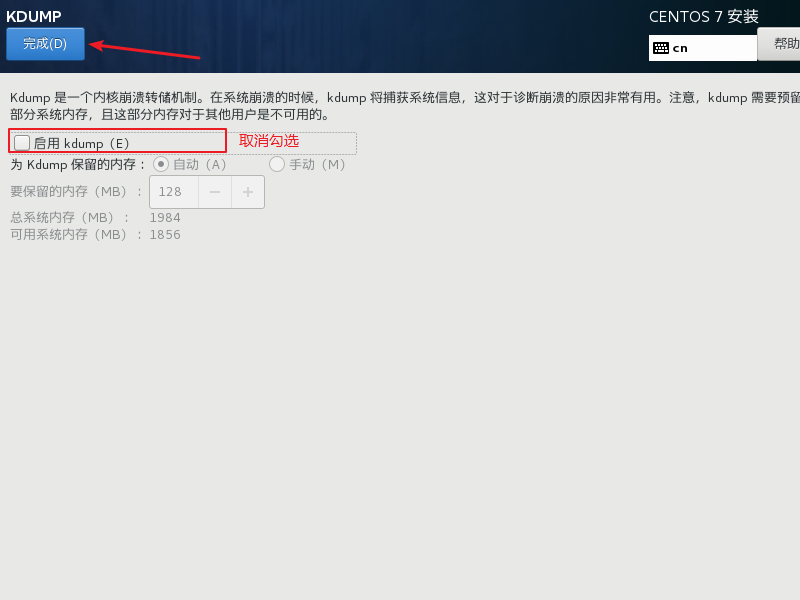 KDUMP
CENTOS 7 安装
完成(D)
cn
帮助
Kdump 是一个内核崩溃转储机制。在系统崩溃的时候，kdump 将捕获系统信息，这对于诊断崩溃的原因非常有用。注意，kdump 需要预留
部分系统内存，且这部分内存对于其他用户是不可用的。
启用 kdump（E）
取消勾选
为 Kdump 保留的内存： 自动（A） 手动（M）
要保留的内存（MB）： 128 − +
总系统内存（MB）： 1984
可用系统内存（MB）： 1856